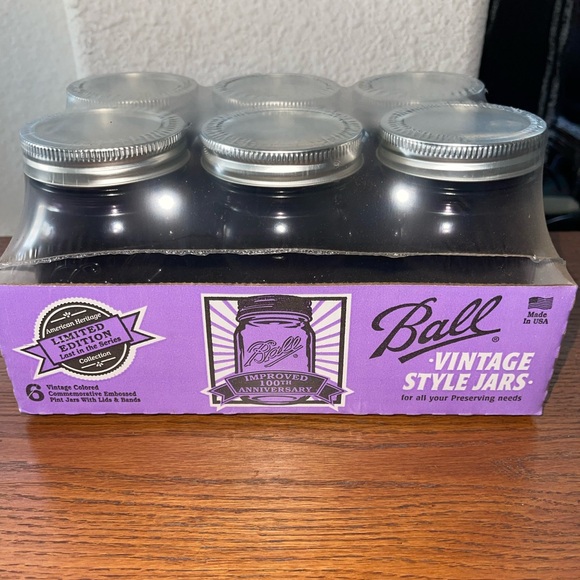 American Heritage
LIMITED
EDITION
Last in the Series
Collection
6
Vintage Colored
Commemorative Embossed
Pint Jars With Lids & Bands
Ball
IMPROVED
100TH
ANNIVERSARY
Ball®
·VINTAGE
STYLE JARS·
for all your Preserving needs
Made
In USA